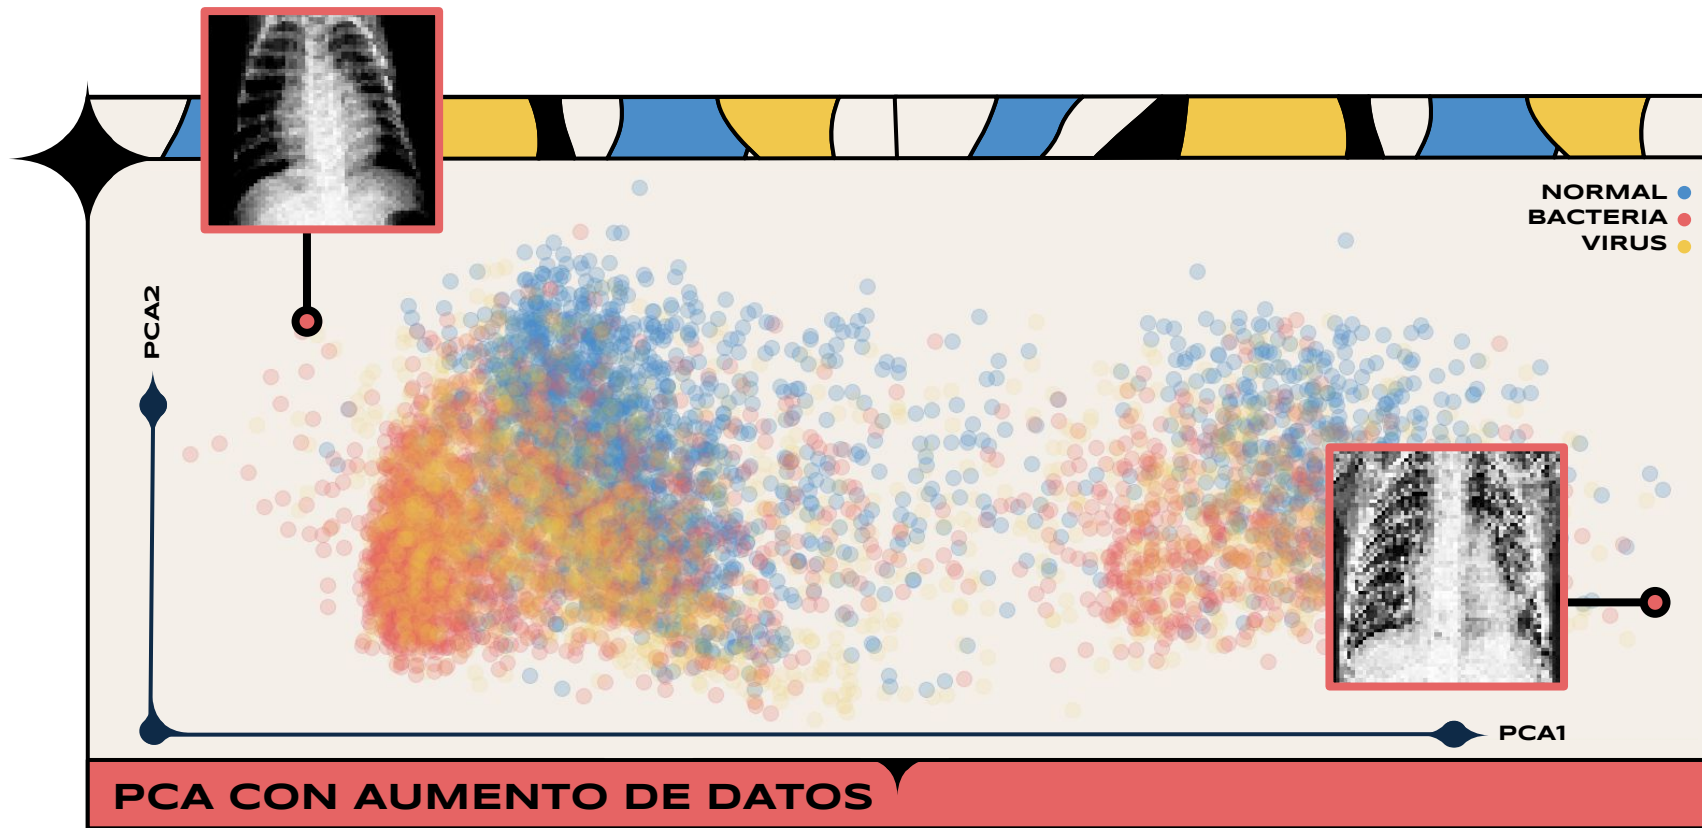 NORMAL
BACTERIA
VIRUS
PCA2
PCA1
PCA CON AUMENTO DE DATOS